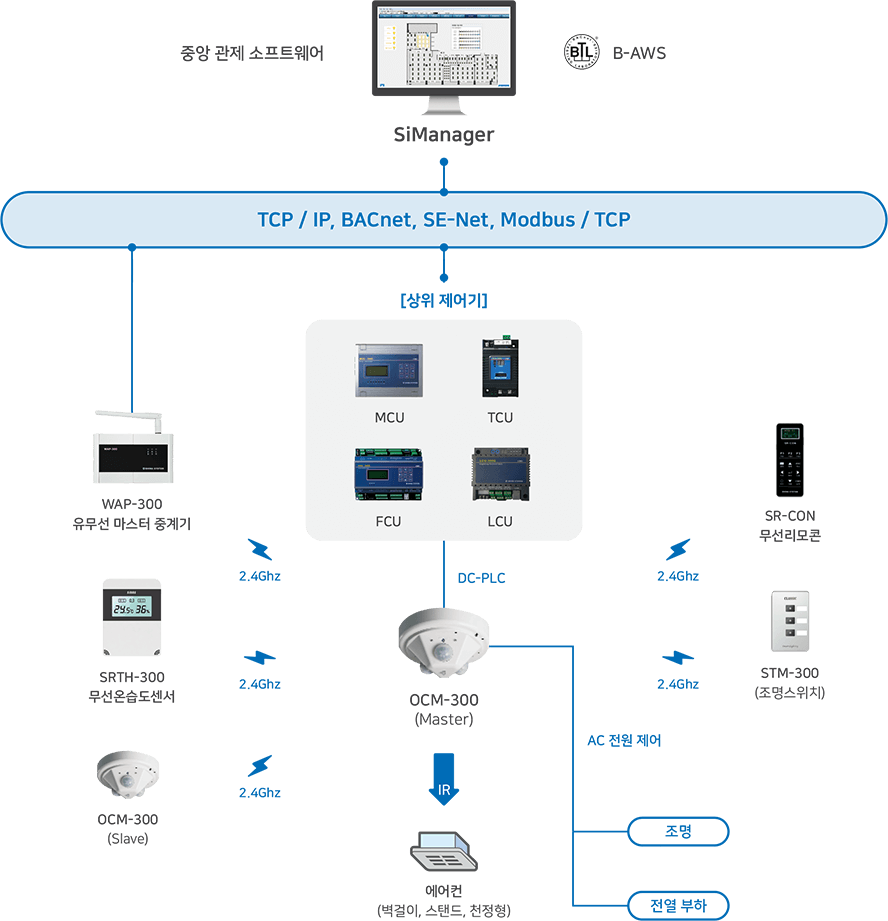 중앙 관제 소프트웨어
BTL
B-AWS
SiManager
TCP / IP, BACnet, SE-Net, Modbus / TCP
[상위 제어기]
MCU
TCU
FCU
LCU
WAP-300
유무선 마스터 중계기
SR-CON
무선리모콘
2.4Ghz
2.4Ghz
DC-PLC
24.5 36%
SRTH-300
무선온습도센서
2.4Ghz
OCM-300
(Master)
2.4Ghz
STM-300
(조명스위치)
AC 전원 제어
OCM-300
(Slave)
2.4Ghz
IR
조명
에어컨
(벽걸이, 스탠드, 천정형)
전열 부하